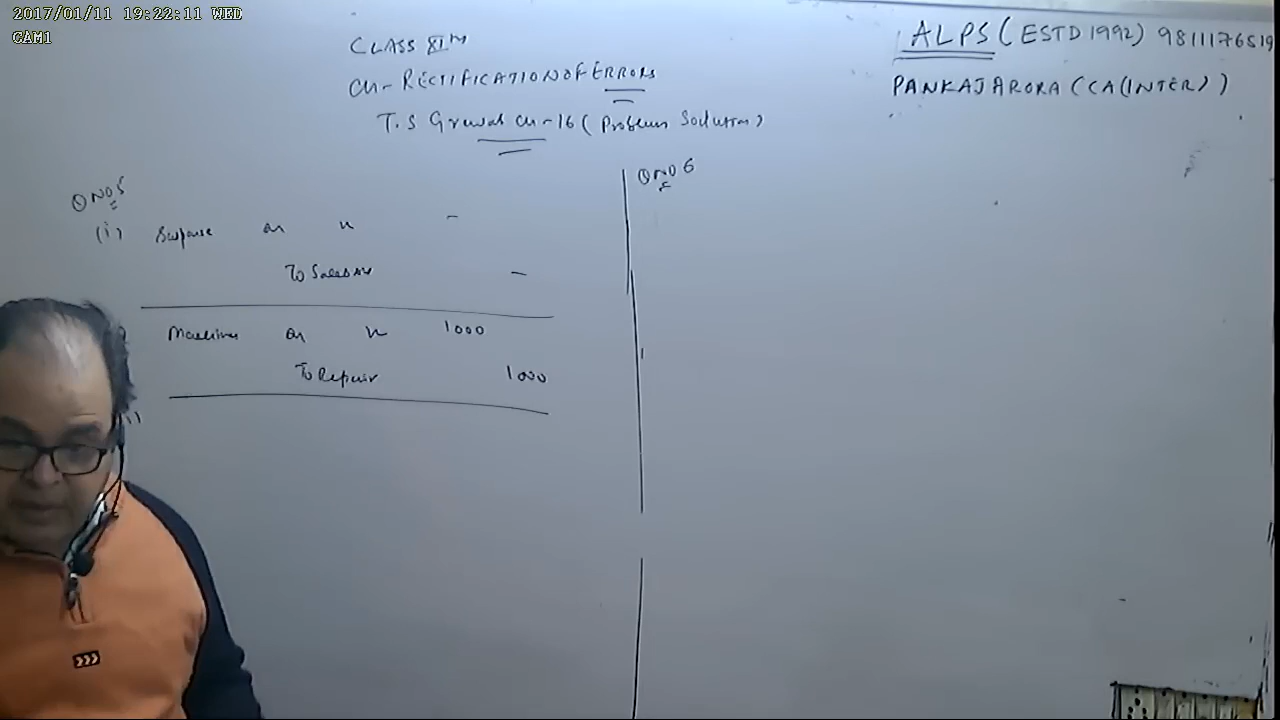 2017/01/11 19:22:11 WED
CAM1
CLASS XIth
CH- RECTIFICATION OF ERRORS
T.S Grewal CH-16 (Problem Solution)
ALPS (ESTD 1992) 9811176519
PANKAJ ARORA (CA(INTER))
Q NO 5
(i) Suspense a/c Dr -
To Sales A/c -
Machinery a/c Dr 1000
To Repair 1000
Q NO 6